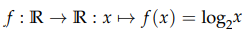 f : ℝ → ℝ : x ↦ f(x) = log₂x